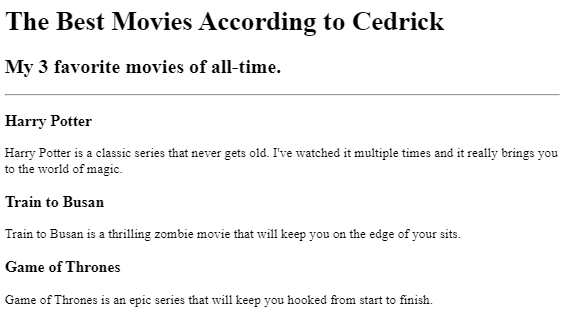 The Best Movies According to Cedrick
My 3 favorite movies of all-time.
Harry Potter
Harry Potter is a classic series that never gets old. I've watched it multiple times and it really brings you
to the world of magic.
Train to Busan
Train to Busan is a thrilling zombie movie that will keep you on the edge of your sits.
Game of Thrones
Game of Thrones is an epic series that will keep you hooked from start to finish.